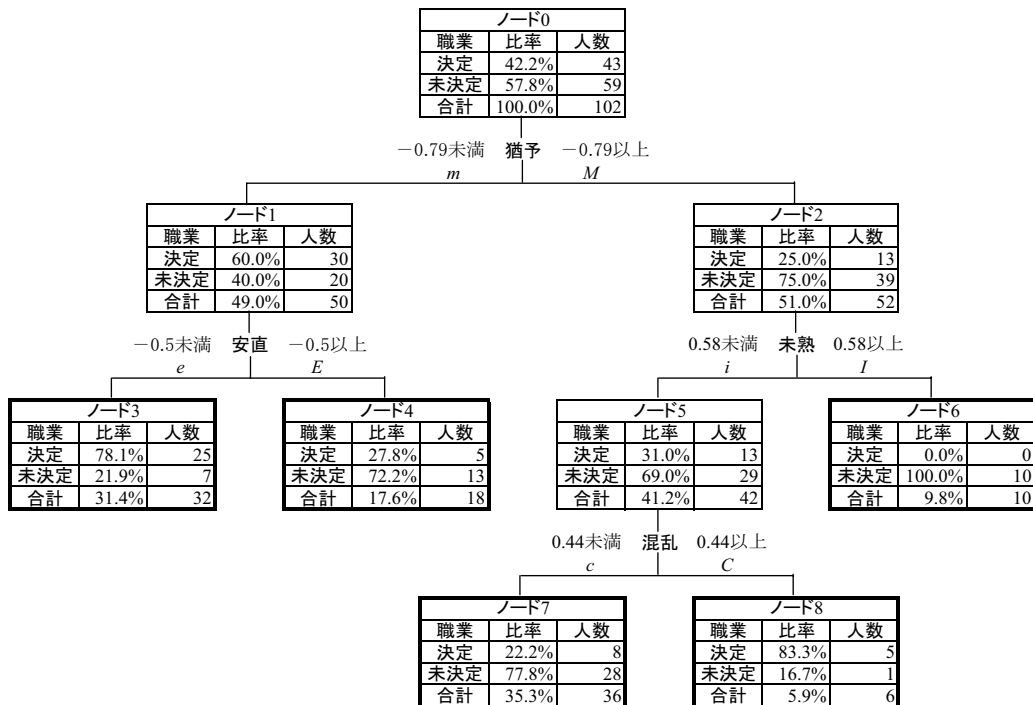 ノード0
職業 比率 人数
決定 42.2% 43
未決定 57.8% 59
合計 100.0% 102
−0.79未満 猶予 −0.79以上
m M
ノード1 ノード2
職業 比率 人数 職業 比率 人数
決定 60.0% 30 決定 25.0% 13
未決定 40.0% 20 未決定 75.0% 39
合計 49.0% 50 合計 51.0% 52
−0.5未満 安直 −0.5以上 0.58未満 未熟 0.58以上
e E i I
ノード3 ノード4 ノード5 ノード6
職業 比率 人数 職業 比率 人数 職業 比率 人数 職業 比率 人数
決定 78.1% 25 決定 27.8% 5 決定 31.0% 13 決定 0.0% 0
未決定 21.9% 7 未決定 72.2% 13 未決定 69.0% 29 未決定 100.0% 10
合計 31.4% 32 合計 17.6% 18 合計 41.2% 42 合計 9.8% 10
0.44未満 混乱 0.44以上
c C
ノード7 ノード8
職業 比率 人数 職業 比率 人数
決定 22.2% 8 決定 83.3% 5
未決定 77.8% 28 未決定 16.7% 1
合計 35.3% 36 合計 5.9% 6